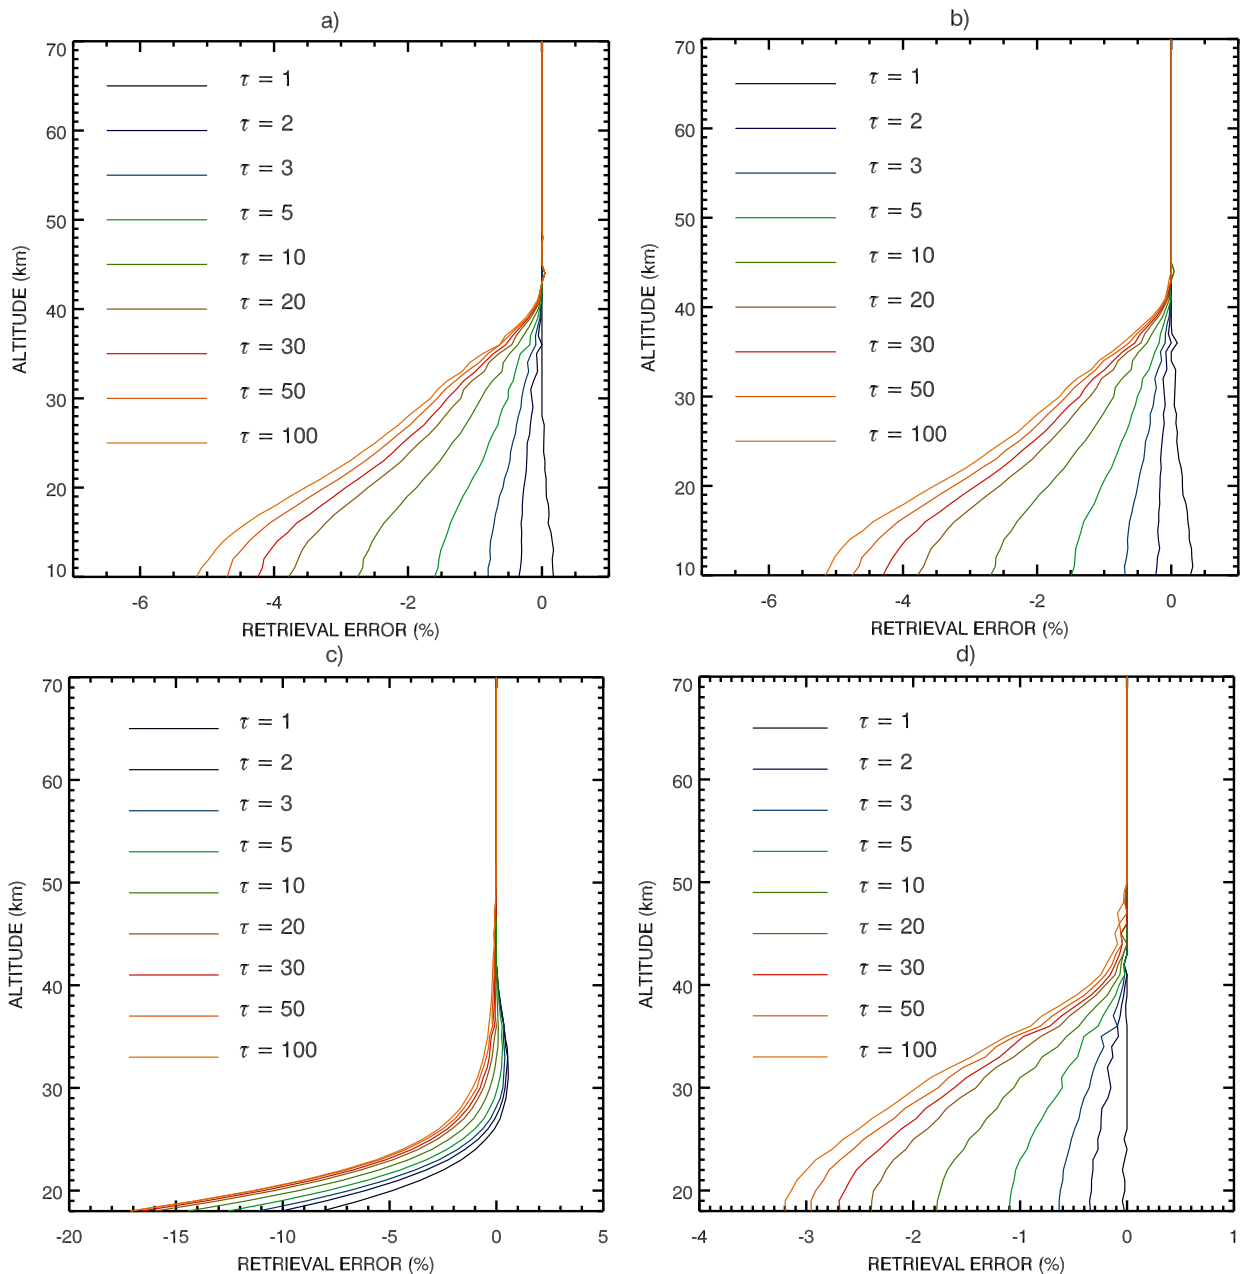 a)
70
60
50
40
30
20
10
ALTITUDE (km)
τ = 1
τ = 2
τ = 3
τ = 5
τ = 10
τ = 20
τ = 30
τ = 50
τ = 100
-6 -4 -2 0
RETRIEVAL ERROR (%)
b)
70
60
50
40
30
20
10
ALTITUDE (km)
τ = 1
τ = 2
τ = 3
τ = 5
τ = 10
τ = 20
τ = 30
τ = 50
τ = 100
-6 -4 -2 0
RETRIEVAL ERROR (%)
c)
70
60
50
40
30
20
ALTITUDE (km)
τ = 1
τ = 2
τ = 3
τ = 5
τ = 10
τ = 20
τ = 30
τ = 50
τ = 100
-20 -15 -10 -5 0 5
RETRIEVAL ERROR (%)
d)
70
60
50
40
30
20
ALTITUDE (km)
τ = 1
τ = 2
τ = 3
τ = 5
τ = 10
τ = 20
τ = 30
τ = 50
τ = 100
-4 -3 -2 -1 0 1
RETRIEVAL ERROR (%)